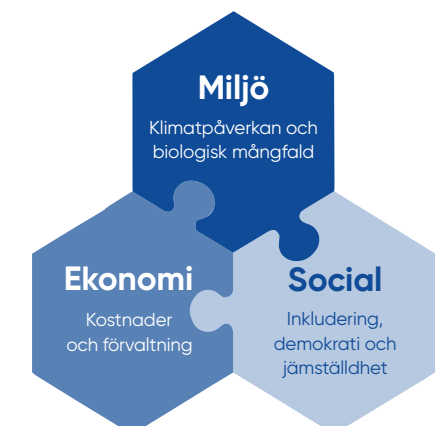 Miljö
Klimatpåverkan och
biologisk mångfald
Ekonomi
Kostnader
och förvaltning
Social
Inkludering,
demokrati och
jämställdhet